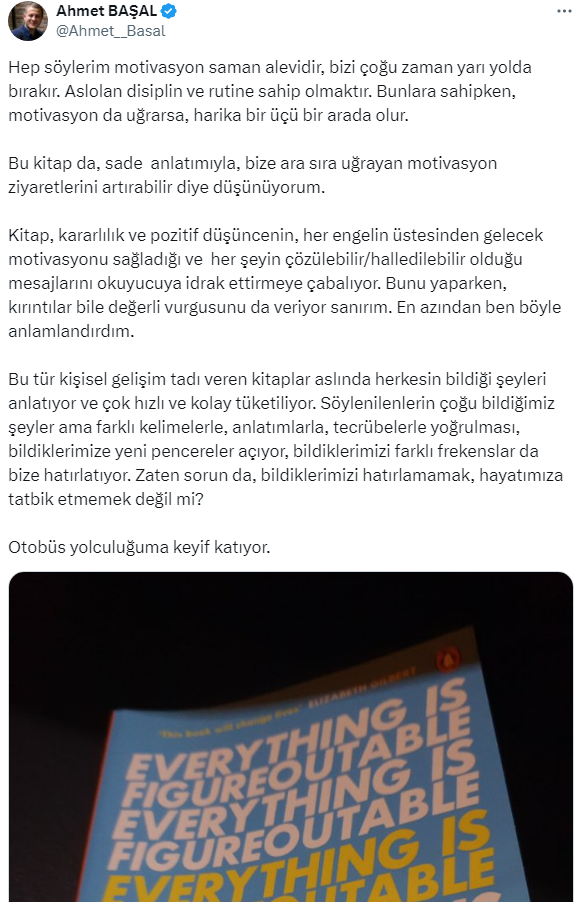 Ahmet BAŞAL
@Ahmet__Basal
Hep söylerim motivasyon saman alevidir, bizi çoğu zaman yarı yolda
bırakır. Aslolan disiplin ve rutine sahip olmaktır. Bunlara sahipken,
motivasyon da uğrarsa, harika bir üçü bir arada olur.
Bu kitap da, sade  anlatımıyla, bize ara sıra uğrayan motivasyon
ziyaretlerini artırabilir diye düşünüyorum.
Kitap, kararlılık ve pozitif düşüncenin, her engelin üstesinden gelecek
motivasyonu sağladığı ve  her şeyin çözülebilir/halledilebilir olduğu
mesajlarını okuyucuya idrak ettirmeye çabalıyor. Bunu yaparken,
kırıntılar bile değerli vurgusunu da veriyor sanırım. En azından ben böyle
anlamlandırdım.
Bu tür kişisel gelişim tadı veren kitaplar aslında herkesin bildiği şeyleri
anlatıyor ve çok hızlı ve kolay tüketiliyor. Söylenilenlerin çoğu bildiğimiz
şeyler ama farklı kelimelerle, anlatımlarla, tecrübelerle yoğrulması,
bildiklerimize yeni pencereler açıyor, bildiklerimizi farklı frekenslar da
bize hatırlatıyor. Zaten sorun da, bildiklerimizi hatırlamamak, hayatımıza
tatbik etmemek değil mi?
Otobüs yolculuğuma keyif katıyor.
'This book will change lives' ELIZABETH GILBERT
EVERYTHING IS
FIGUREOUTABLE
EVERYTHING IS
FIGUREOUTABLE
EVERYTHING IS